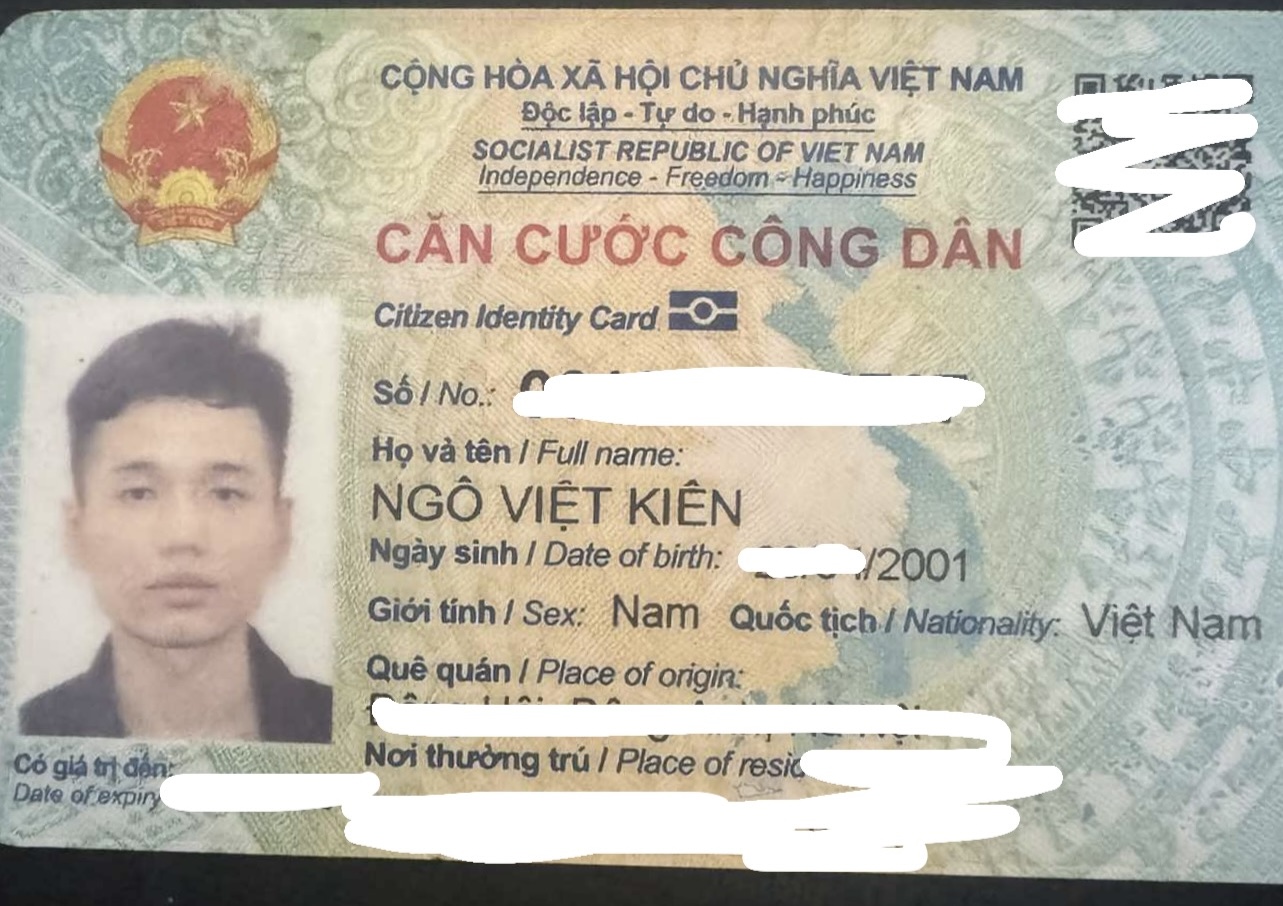 CỘNG HÒA XÃ HỘI CHỦ NGHĨA VIỆT NAM
Độc lập - Tự do - Hạnh phúc
SOCIALIST REPUBLIC OF VIET NAM
Independence - Freedom - Happiness
CĂN CƯỚC CÔNG DÂN
Citizen Identity Card
Số / No.:
Họ và tên / Full name:
NGÔ VIỆT KIÊN
Ngày sinh / Date of birth: /2001
Giới tính / Sex: Nam Quốc tịch / Nationality: Việt Nam
Quê quán / Place of origin:
Nơi thường trú / Place of
Có giá trị đến:
Date of expiry